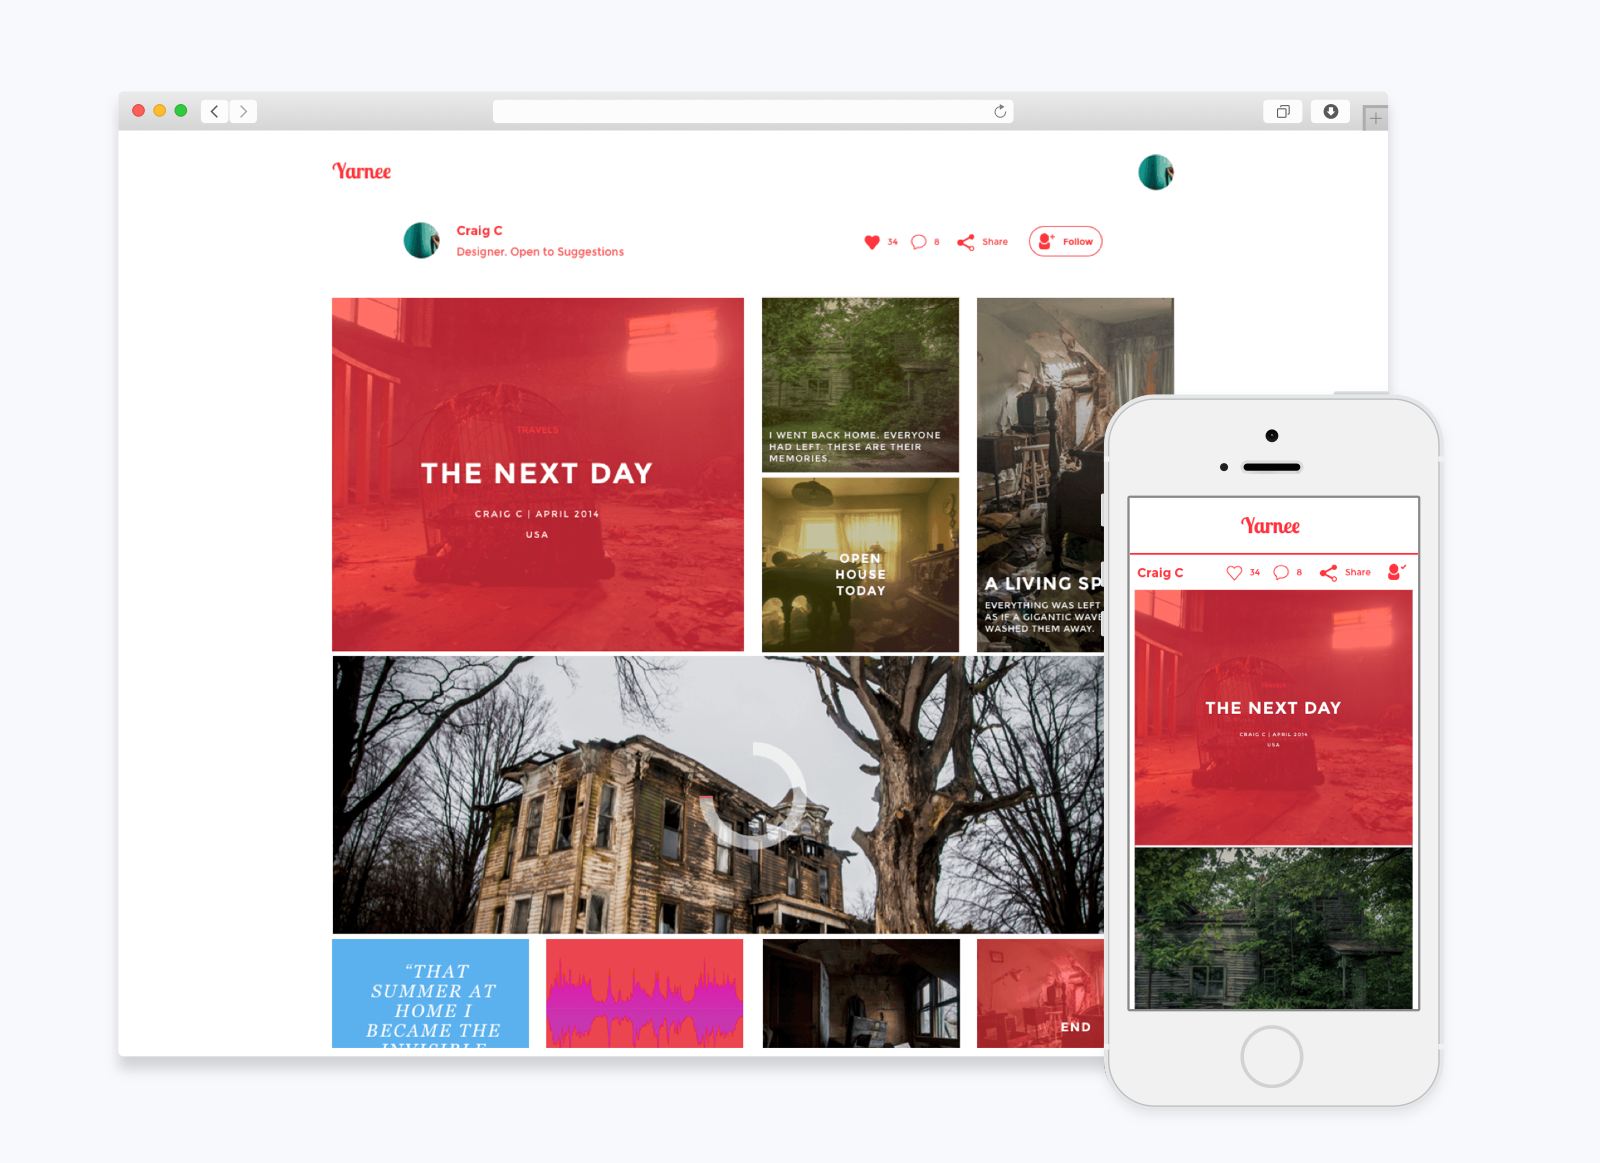 Yarnee
Craig C
Designer. Open to Suggestions
34
8
Share
Follow
TRAVELS
THE NEXT DAY
CRAIG C | APRIL 2014
USA
I WENT BACK HOME. EVERYONE
HAD LEFT. THESE ARE THEIR
MEMORIES.
OPEN
HOUSE
TODAY
A LIVING SP
EVERYTHING WAS LEFT
AS IF A GIGANTIC WAVE
WASHED THEM AWAY.
“THAT
SUMMER AT
HOME I
BECAME THE
INVISIBLE
END
Yarnee
Craig C
34
8
Share
TRAVELS
THE NEXT DAY
CRAIG C | APRIL 2014
USA